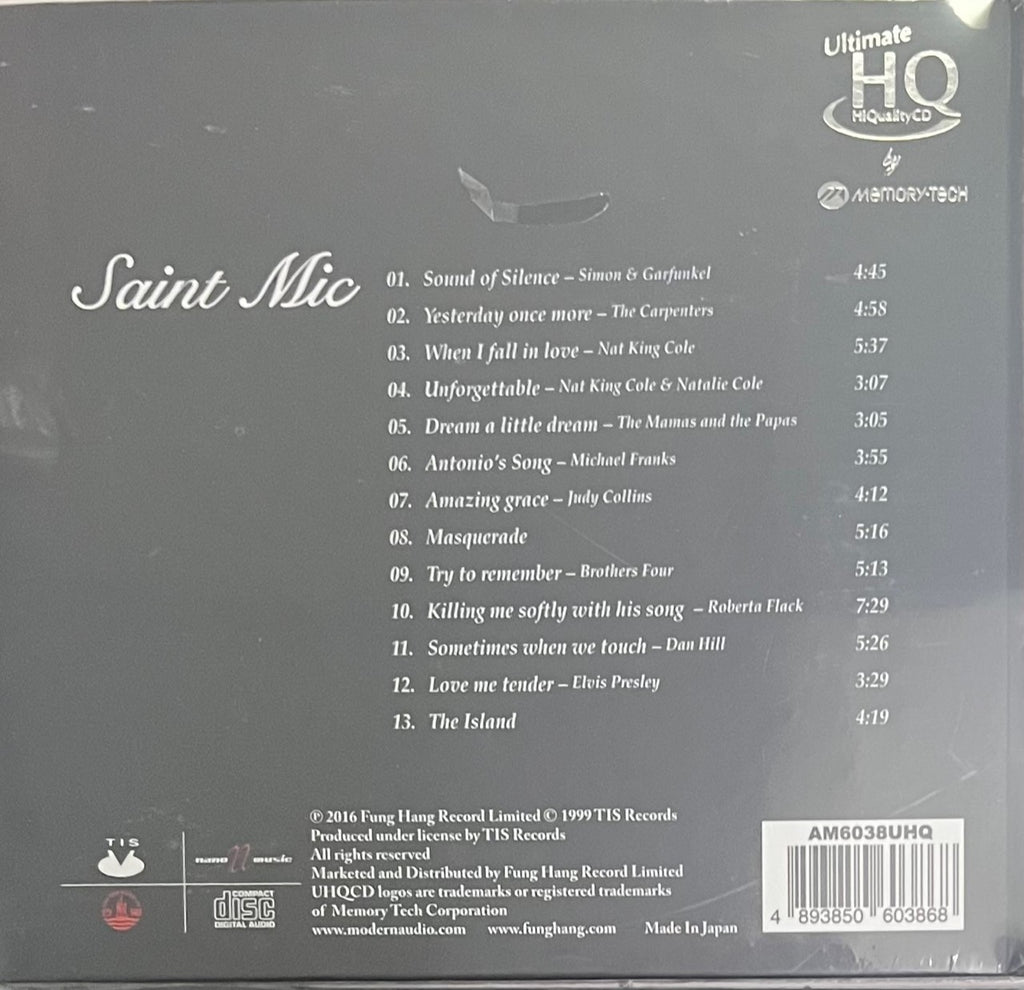 Ultimate
HQ
HiQualityCD
by
MEMORY-TECH
Saint Mic
01. Sound of Silence – Simon & Garfunkel 4:45
02. Yesterday once more – The Carpenters 4:58
03. When I fall in love – Nat King Cole 5:37
04. Unforgettable – Nat King Cole & Natalie Cole 3:07
05. Dream a little dream – The Mamas and the Papas 3:05
06. Antonio's Song – Michael Franks 3:55
07. Amazing grace – Judy Collins 4:12
08. Masquerade 5:16
09. Try to remember – Brothers Four 5:13
10. Killing me softly with his song – Roberta Flack 7:29
11. Sometimes when we touch – Dan Hill 5:26
12. Love me tender – Elvis Presley 3:29
13. The Island 4:19
TIS
nano n music
COMPACT
disc
DIGITAL AUDIO
℗ 2016 Fung Hang Record Limited © 1999 TIS Records
Produced under license by TIS Records
All rights reserved
Marketed and Distributed by Fung Hang Record Limited
UHQCD logos are trademarks or registered trademarks
of Memory Tech Corporation
www.modernaudio.com www.funghang.com Made In Japan
AM6038UHQ
4 893850 603868